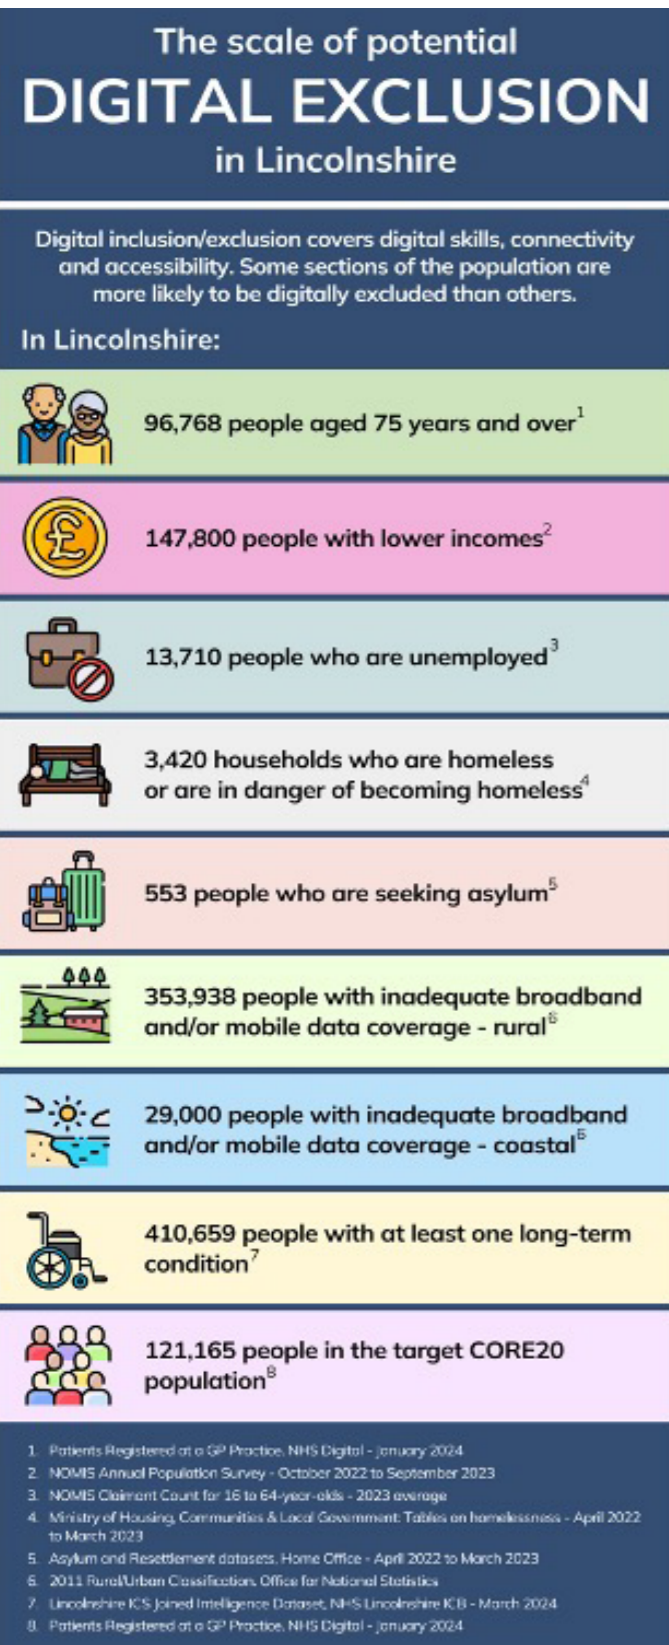 The scale of potential
DIGITAL EXCLUSION
in Lincolnshire
Digital inclusion/exclusion covers digital skills, connectivity
and accessibility. Some sections of the population are
more likely to be digitally excluded than others.
In Lincolnshire:
96,768 people aged 75 years and over1
147,800 people with lower incomes2
13,710 people who are unemployed3
3,420 households who are homeless
or are in danger of becoming homeless4
553 people who are seeking asylum5
353,938 people with inadequate broadband
and/or mobile data coverage - rural6
29,000 people with inadequate broadband
and/or mobile data coverage - coastal6
410,659 people with at least one long-term
condition7
121,165 people in the target CORE20
population8
1. Patients Registered at a GP Practice, NHS Digital - January 2024
2. NOMIS Annual Population Survey - October 2022 to September 2023
3. NOMIS Claimant Count for 16 to 64-year-olds - 2023 average
4. Ministry of Housing, Communities & Local Government: Tables on homelessness - April 2022
to March 2023
5. Asylum and Resettlement datasets, Home Office - April 2022 to March 2023
6. 2011 Rural/Urban Classification, Office for National Statistics
7. Lincolnshire ICS Joined Intelligence Dataset, NHS Lincolnshire ICB - March 2024
8. Patients Registered at a GP Practice, NHS Digital - January 2024